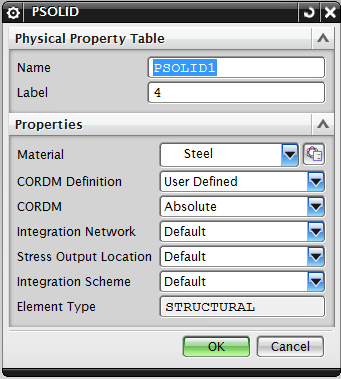 PSOLID
Physical Property Table
Name PSOLID1
Label 4
Properties
Material Steel
CORDM Definition User Defined
CORDM Absolute
Integration Network Default
Stress Output Location Default
Integration Scheme Default
Element Type STRUCTURAL
OK Cancel